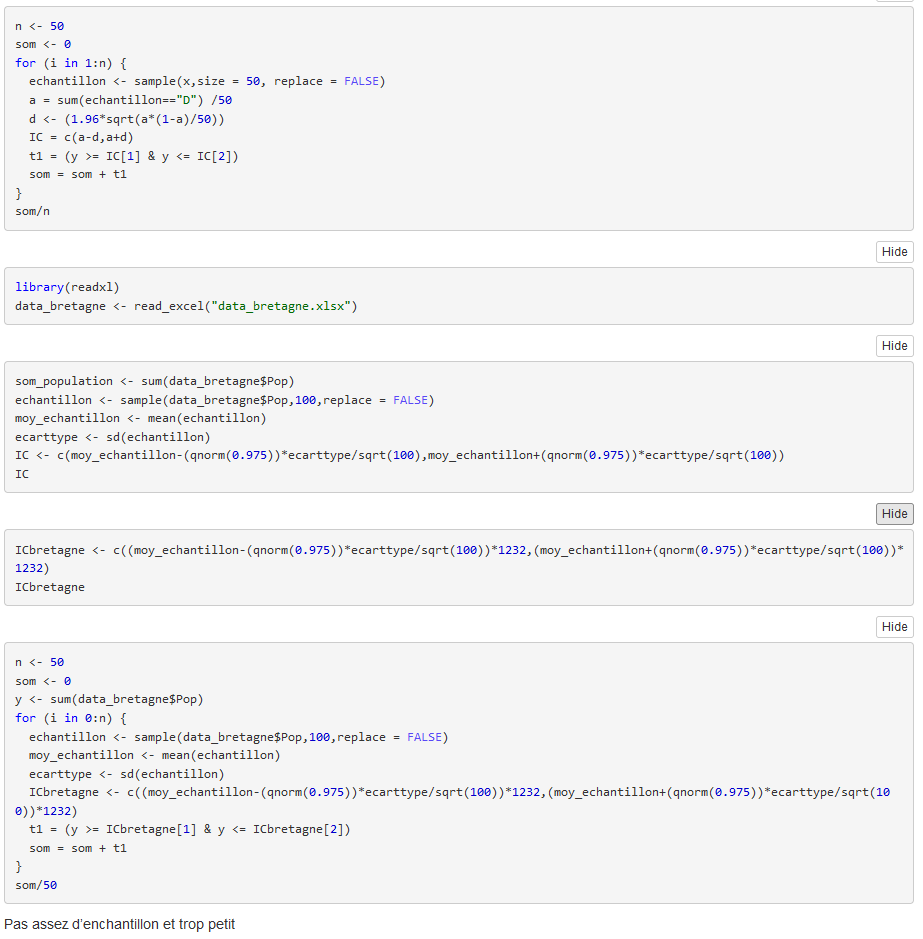 n <- 50
som <- 0
for (i in 1:n) {
  echantillon <- sample(x,size = 50, replace = FALSE)
  a = sum(echantillon=="D") /50
  d <- (1.96*sqrt(a*(1-a)/50))
  IC = c(a-d,a+d)
  t1 = (y >= IC[1] & y <= IC[2])
  som = som + t1
}
som/n
Hide
library(readxl)
data_bretagne <- read_excel("data_bretagne.xlsx")
Hide
som_population <- sum(data_bretagne$Pop)
echantillon <- sample(data_bretagne$Pop,100,replace = FALSE)
moy_echantillon <- mean(echantillon)
ecarttype <- sd(echantillon)
IC <- c(moy_echantillon-(qnorm(0.975))*ecarttype/sqrt(100),moy_echantillon+(qnorm(0.975))*ecarttype/sqrt(100))
IC
Hide
ICbretagne <- c((moy_echantillon-(qnorm(0.975))*ecarttype/sqrt(100))*1232,(moy_echantillon+(qnorm(0.975))*ecarttype/sqrt(100))*
1232)
ICbretagne
Hide
n <- 50
som <- 0
y <- sum(data_bretagne$Pop)
for (i in 0:n) {
  echantillon <- sample(data_bretagne$Pop,100,replace = FALSE)
  moy_echantillon <- mean(echantillon)
  ecarttype <- sd(echantillon)
  ICbretagne <- c((moy_echantillon-(qnorm(0.975))*ecarttype/sqrt(100))*1232,(moy_echantillon+(qnorm(0.975))*ecarttype/sqrt(10
0))*1232)
  t1 = (y >= ICbretagne[1] & y <= ICbretagne[2])
  som = som + t1
}
som/50
Pas assez d'enchantillon et trop petit